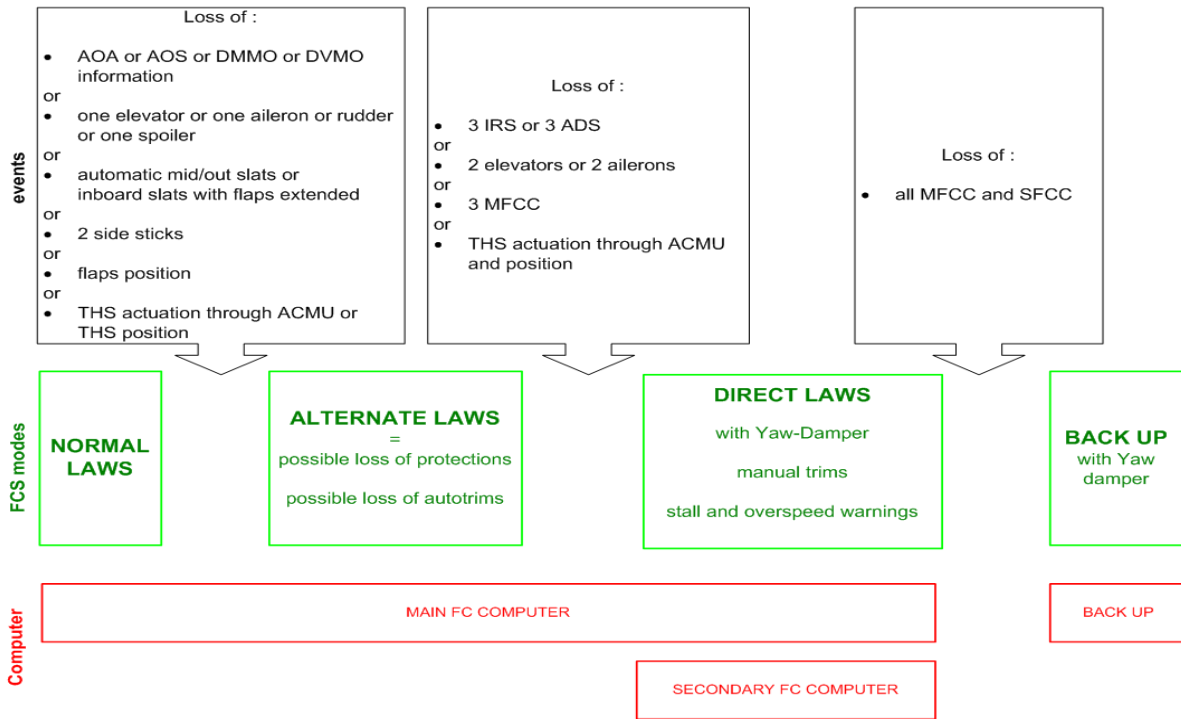 Loss of :
• AOA or AOS or DMMO or DVMO
information
or
• one elevator or one aileron or rudder
or one spoiler
or
• automatic mid/out slats or
inboard slats with flaps extended
or
• 2 side sticks
or
• flaps position
or
• THS actuation through ACMU or
THS position
Loss of :
• 3 IRS or 3 ADS
or
• 2 elevators or 2 ailerons
or
• 3 MFCC
or
• THS actuation through ACMU
and position
Loss of :
• all MFCC and SFCC
events
FCS modes
NORMAL
LAWS
ALTERNATE LAWS
=
possible loss of protections
possible loss of autotrims
DIRECT LAWS
with Yaw-Damper
manual trims
stall and overspeed warnings
BACK UP
with Yaw
damper
Computer
MAIN FC COMPUTER
BACK UP
SECONDARY FC COMPUTER